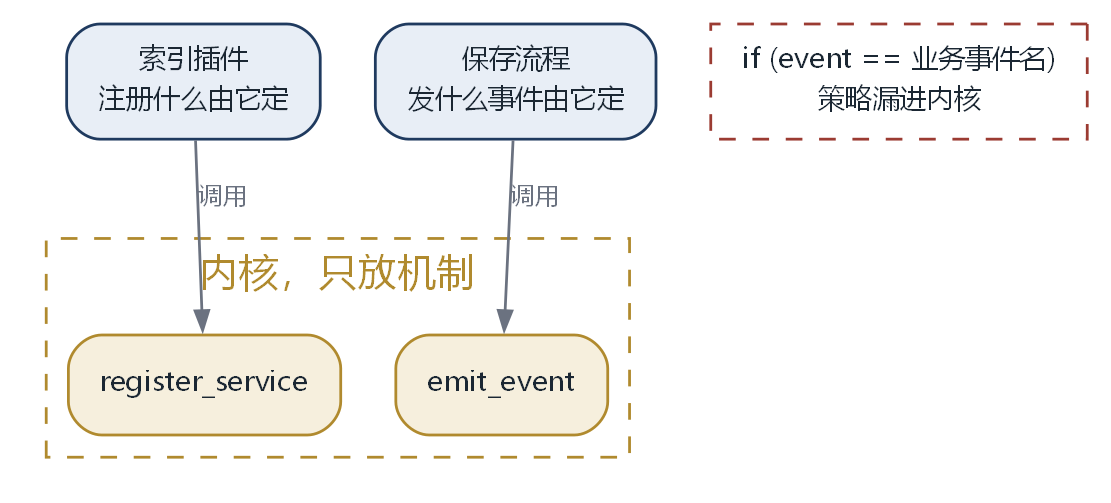 索引插件
注册什么由它定
保存流程
发什么事件由它定
if (event == 业务事件名)
策略漏进内核
调用
调用
内核，只放机制
register_service
emit_event